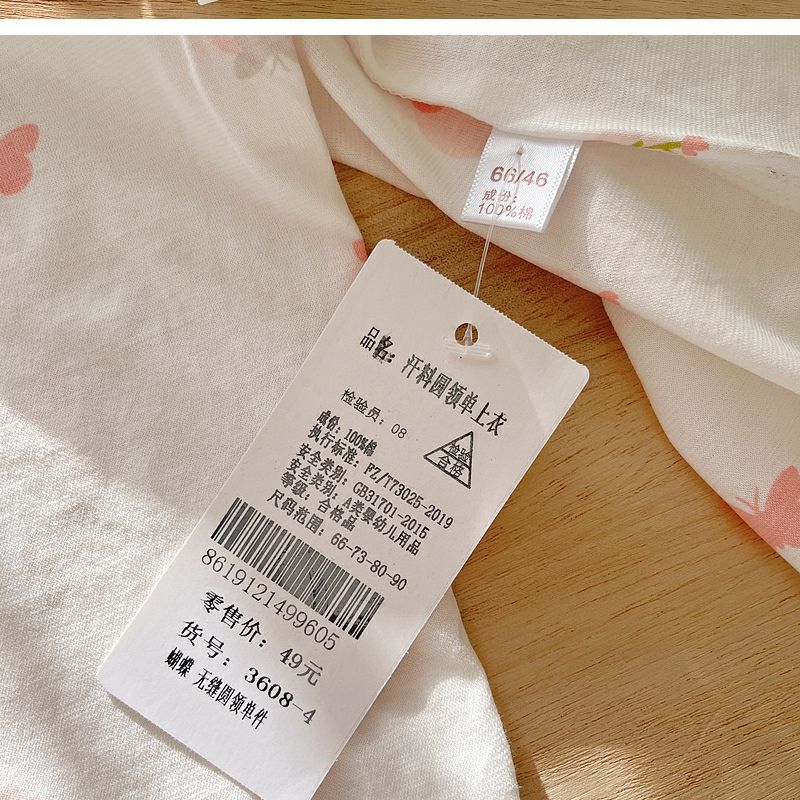 66/46
成份:
100%棉
品名: 汗料圆领单上衣
检验员: 08
检验
合格
成份: 100%棉
执行标准: FZ/T73025-2019
安全类别: GB31701-2015
安全类别: A类婴幼儿用品
等级: 合格品
尺码范围: 66-73-80-90
8619121499605
零售价: 49元
货号: 3608-4
蝴蝶 无缝圆领单件